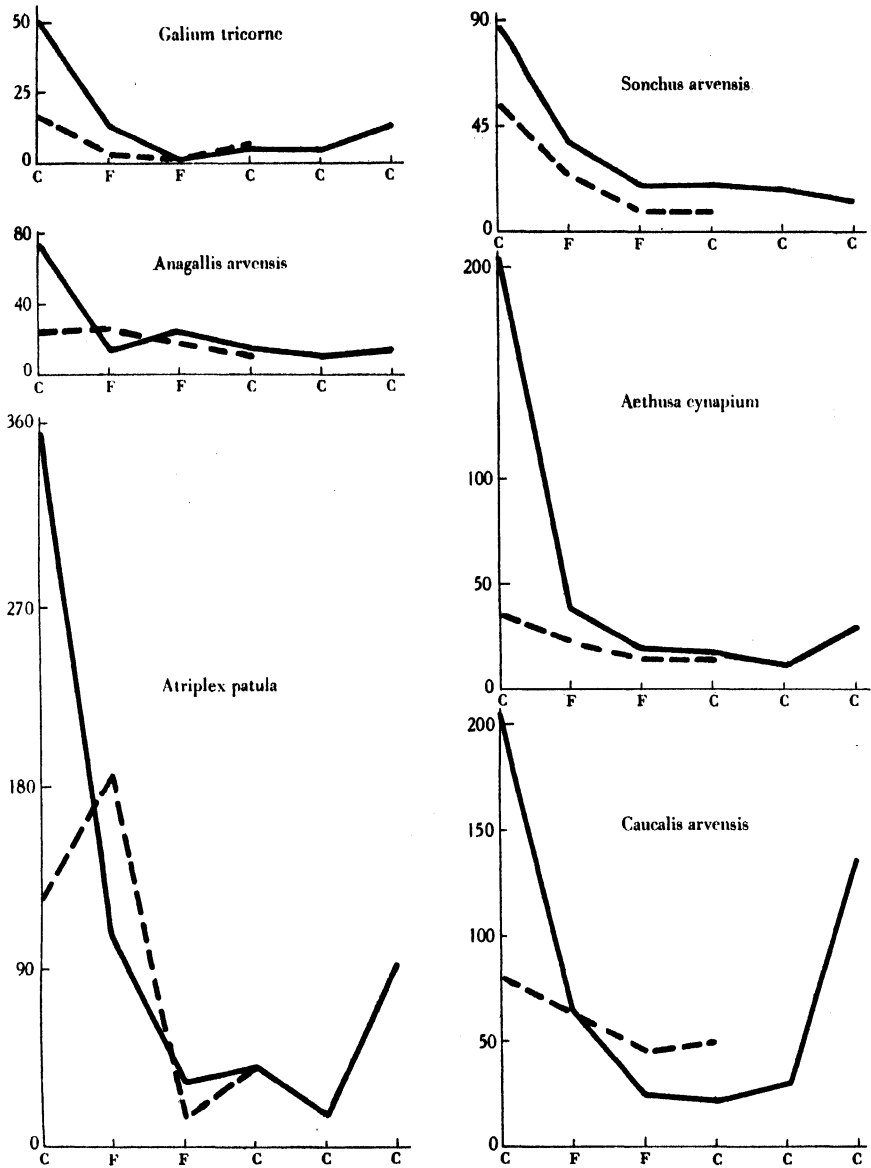 Galium tricorne
50
25
0
C F F C C C
Anagallis arvensis
80
40
0
C F F C C C
Atriplex patula
360
270
180
90
0
C F F C C C
Sonchus arvensis
90
45
0
C F F C C C
Aethusa cynapium
200
100
50
0
C F F C C C
Caucalis arvensis
200
150
100
50
0
C F F C C C